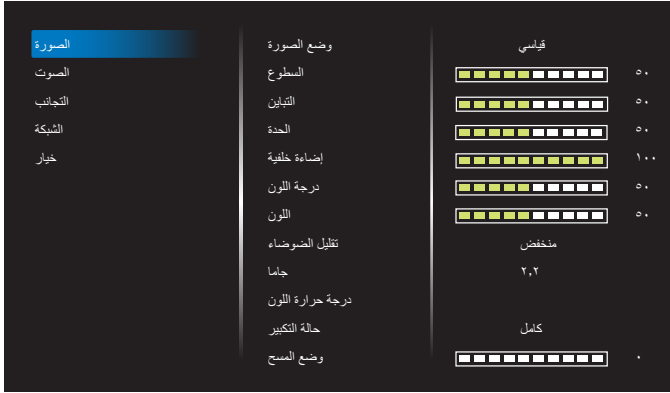 الصورة
الصوت
التجانب
الشبكة
خيار
وضع الصورة قياسي
السطوع ٥٠
التباين ٥٠
الحدة ٥٠
إضاءة خلفية ١٠٠
درجة اللون ٥٠
اللون ٥٠
تقليل الضوضاء منخفض
جاما ٢,٢
درجة حرارة اللون
حالة التكبير كامل
وضع المسح ٠